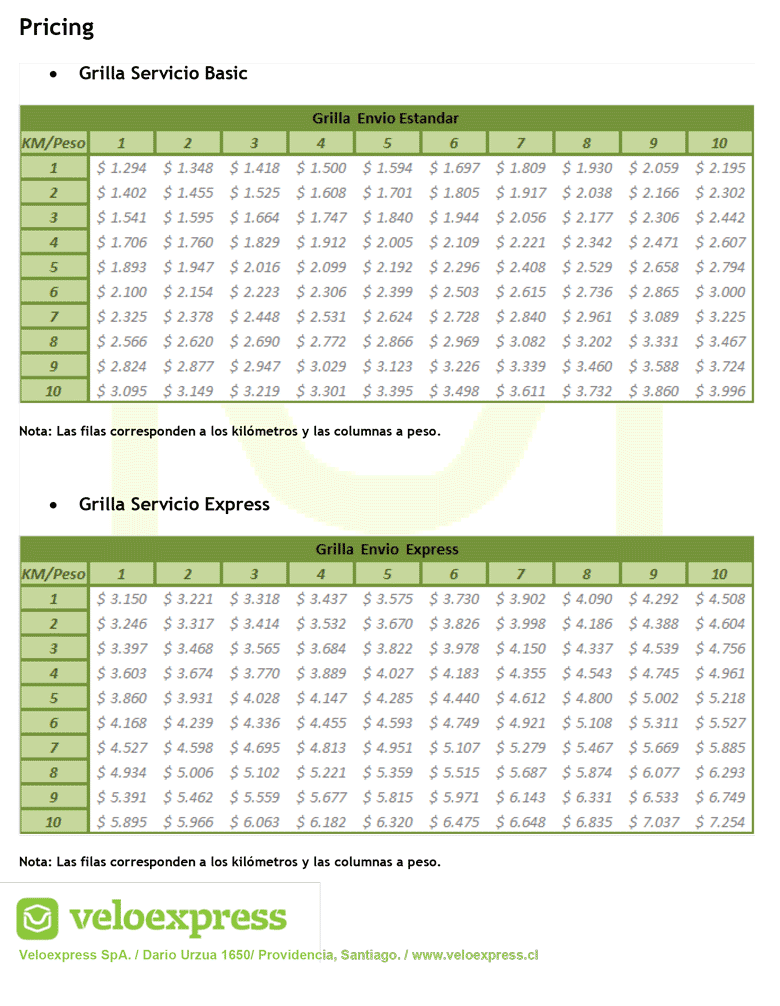 Pricing
• Grilla Servicio Basic
Grilla Envio Estandar
KM/Peso 1 2 3 4 5 6 7 8 9 10
1 $ 1.294 $ 1.348 $ 1.418 $ 1.500 $ 1.594 $ 1.697 $ 1.809 $ 1.930 $ 2.059 $ 2.195
2 $ 1.402 $ 1.455 $ 1.525 $ 1.608 $ 1.701 $ 1.805 $ 1.917 $ 2.038 $ 2.166 $ 2.302
3 $ 1.541 $ 1.595 $ 1.664 $ 1.747 $ 1.840 $ 1.944 $ 2.056 $ 2.177 $ 2.306 $ 2.442
4 $ 1.706 $ 1.760 $ 1.829 $ 1.912 $ 2.005 $ 2.109 $ 2.221 $ 2.342 $ 2.471 $ 2.607
5 $ 1.893 $ 1.947 $ 2.016 $ 2.099 $ 2.192 $ 2.296 $ 2.408 $ 2.529 $ 2.658 $ 2.794
6 $ 2.100 $ 2.154 $ 2.223 $ 2.306 $ 2.399 $ 2.503 $ 2.615 $ 2.736 $ 2.865 $ 3.000
7 $ 2.325 $ 2.378 $ 2.448 $ 2.531 $ 2.624 $ 2.728 $ 2.840 $ 2.961 $ 3.089 $ 3.225
8 $ 2.566 $ 2.620 $ 2.690 $ 2.772 $ 2.866 $ 2.969 $ 3.082 $ 3.202 $ 3.331 $ 3.467
9 $ 2.824 $ 2.877 $ 2.947 $ 3.029 $ 3.123 $ 3.226 $ 3.339 $ 3.460 $ 3.588 $ 3.724
10 $ 3.095 $ 3.149 $ 3.219 $ 3.301 $ 3.395 $ 3.498 $ 3.611 $ 3.732 $ 3.860 $ 3.996
Nota: Las filas corresponden a los kilómetros y las columnas a peso.
• Grilla Servicio Express
Grilla Envio Express
KM/Peso 1 2 3 4 5 6 7 8 9 10
1 $ 3.150 $ 3.221 $ 3.318 $ 3.437 $ 3.575 $ 3.730 $ 3.902 $ 4.090 $ 4.292 $ 4.508
2 $ 3.246 $ 3.317 $ 3.414 $ 3.532 $ 3.670 $ 3.826 $ 3.998 $ 4.186 $ 4.388 $ 4.604
3 $ 3.397 $ 3.468 $ 3.565 $ 3.684 $ 3.822 $ 3.978 $ 4.150 $ 4.337 $ 4.539 $ 4.756
4 $ 3.603 $ 3.674 $ 3.770 $ 3.889 $ 4.027 $ 4.183 $ 4.355 $ 4.543 $ 4.745 $ 4.961
5 $ 3.860 $ 3.931 $ 4.028 $ 4.147 $ 4.285 $ 4.440 $ 4.612 $ 4.800 $ 5.002 $ 5.218
6 $ 4.168 $ 4.239 $ 4.336 $ 4.455 $ 4.593 $ 4.749 $ 4.921 $ 5.108 $ 5.311 $ 5.527
7 $ 4.527 $ 4.598 $ 4.695 $ 4.813 $ 4.951 $ 5.107 $ 5.279 $ 5.467 $ 5.669 $ 5.885
8 $ 4.934 $ 5.006 $ 5.102 $ 5.221 $ 5.359 $ 5.515 $ 5.687 $ 5.874 $ 6.077 $ 6.293
9 $ 5.391 $ 5.462 $ 5.559 $ 5.677 $ 5.815 $ 5.971 $ 6.143 $ 6.331 $ 6.533 $ 6.749
10 $ 5.895 $ 5.966 $ 6.063 $ 6.182 $ 6.320 $ 6.475 $ 6.648 $ 6.835 $ 7.037 $ 7.254
Nota: Las filas corresponden a los kilómetros y las columnas a peso.
veloexpress
Veloexpress SpA. / Dario Urzua 1650/ Providencia, Santiago. / www.veloexpress.cl